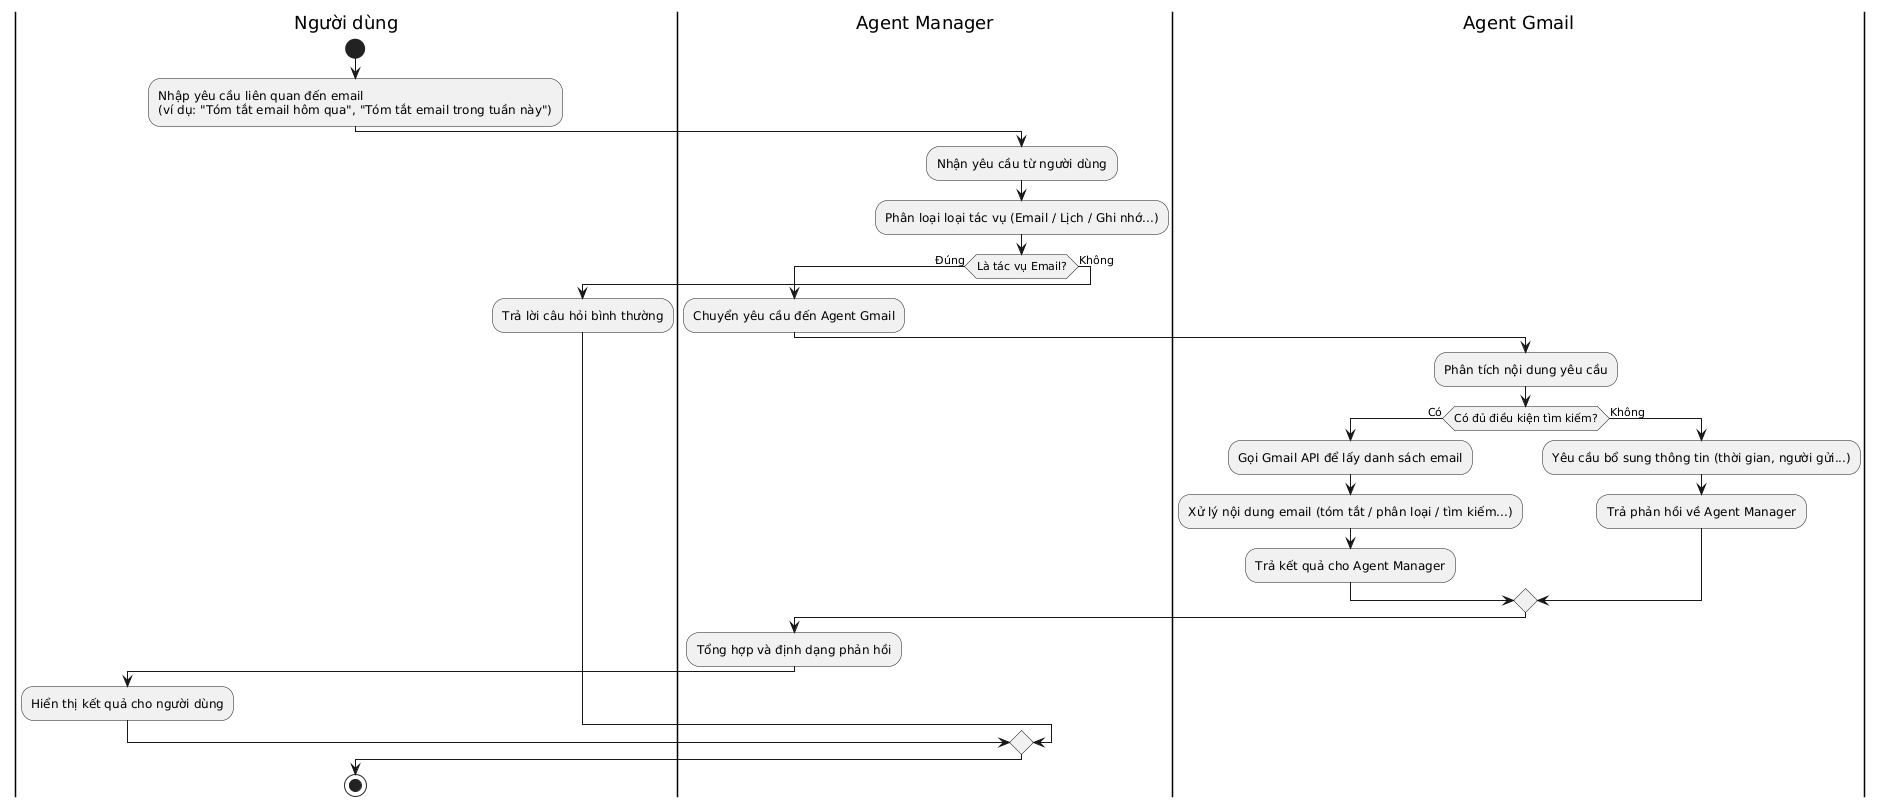 Người dùng
Agent Manager
Agent Gmail
Nhập yêu cầu liên quan đến email
(ví dụ: "Tóm tắt email hôm qua", "Tóm tắt email trong tuần này")
Nhận yêu cầu từ người dùng
Phân loại loại tác vụ (Email / Lịch / Ghi nhớ...)
Đúng
Là tác vụ Email?
Không
Trả lời câu hỏi bình thường
Chuyển yêu cầu đến Agent Gmail
Phân tích nội dung yêu cầu
Có
Có đủ điều kiện tìm kiếm?
Không
Gọi Gmail API để lấy danh sách email
Yêu cầu bổ sung thông tin (thời gian, người gửi...)
Xử lý nội dung email (tóm tắt / phân loại / tìm kiếm...)
Trả phản hồi về Agent Manager
Trả kết quả cho Agent Manager
Tổng hợp và định dạng phản hồi
Hiển thị kết quả cho người dùng